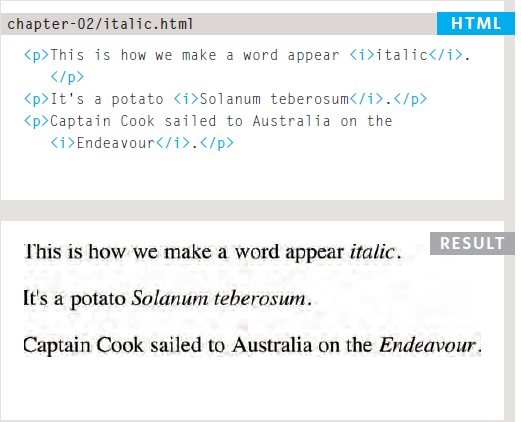 chapter-02/italic.html
HTML
<p>This is how we make a word appear <i>italic</i>.
</p>
<p>It's a potato <i>Solanum teberosum</i>.</p>
<p>Captain Cook sailed to Australia on the
<i>Endeavour</i>.</p>
RESULT
This is how we make a word appear italic.
It's a potato Solanum teberosum.
Captain Cook sailed to Australia on the Endeavour.